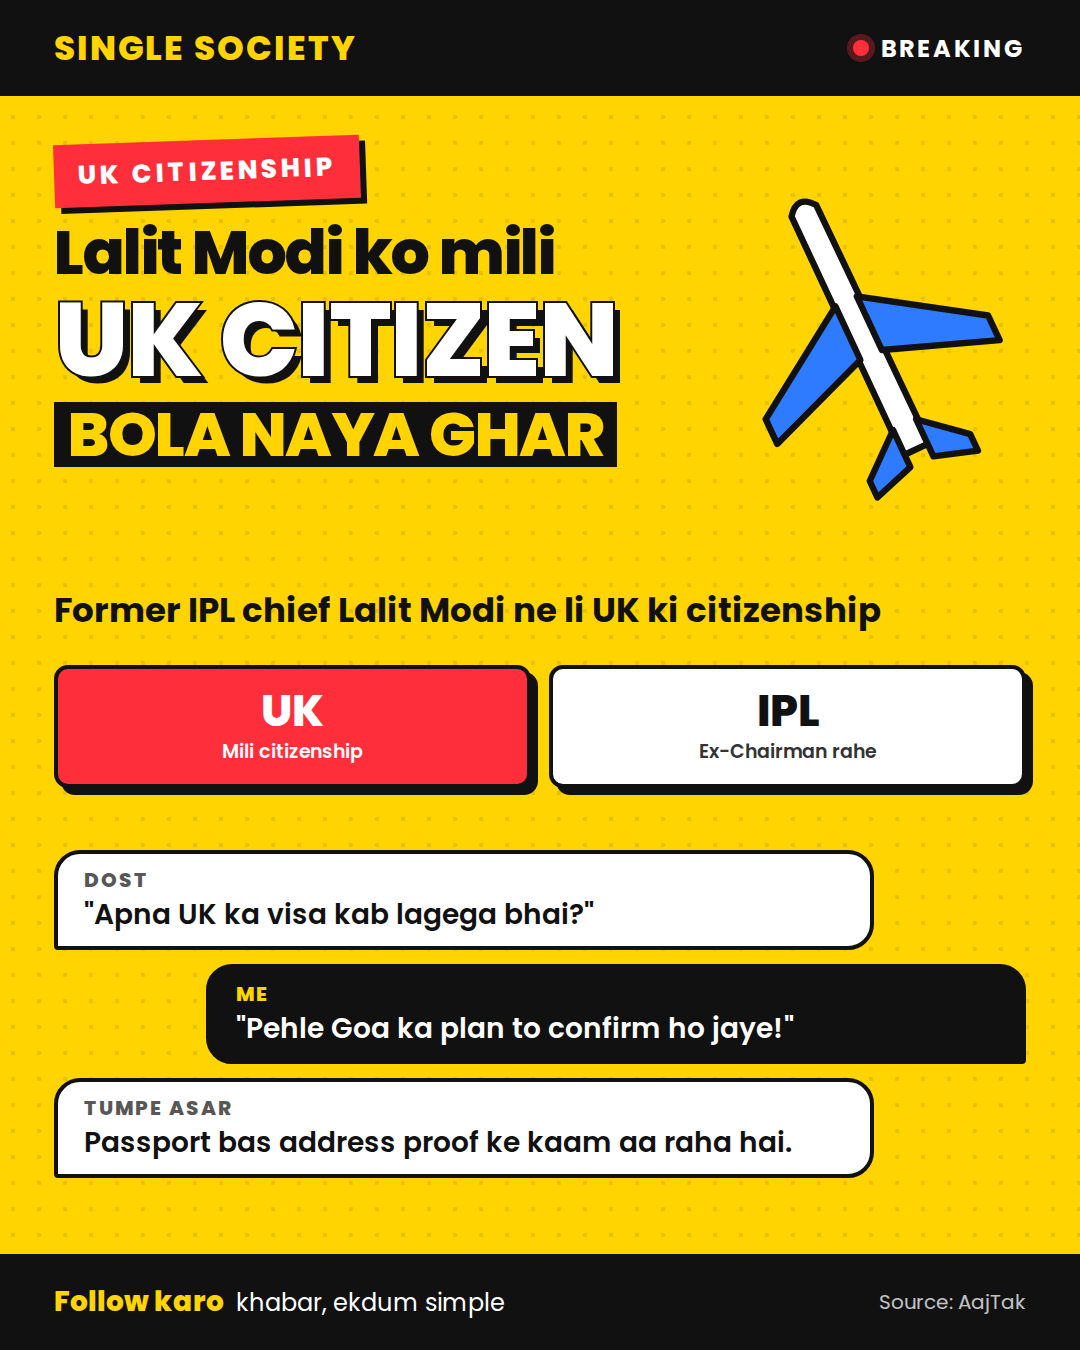 SINGLE SOCIETY
BREAKING
UK CITIZENSHIP
Lalit Modi ko mili
UK CITIZEN
BOLA NAYA GHAR
Former IPL chief Lalit Modi ne li UK ki citizenship
UK
Mili citizenship
IPL
Ex-Chairman rahe
DOST
"Apna UK ka visa kab lagega bhai?"
ME
"Pehle Goa ka plan to confirm ho jaye!"
TUMPE ASAR
Passport bas address proof ke kaam aa raha hai.
Follow karo khabar, ekdum simple
Source: AajTak